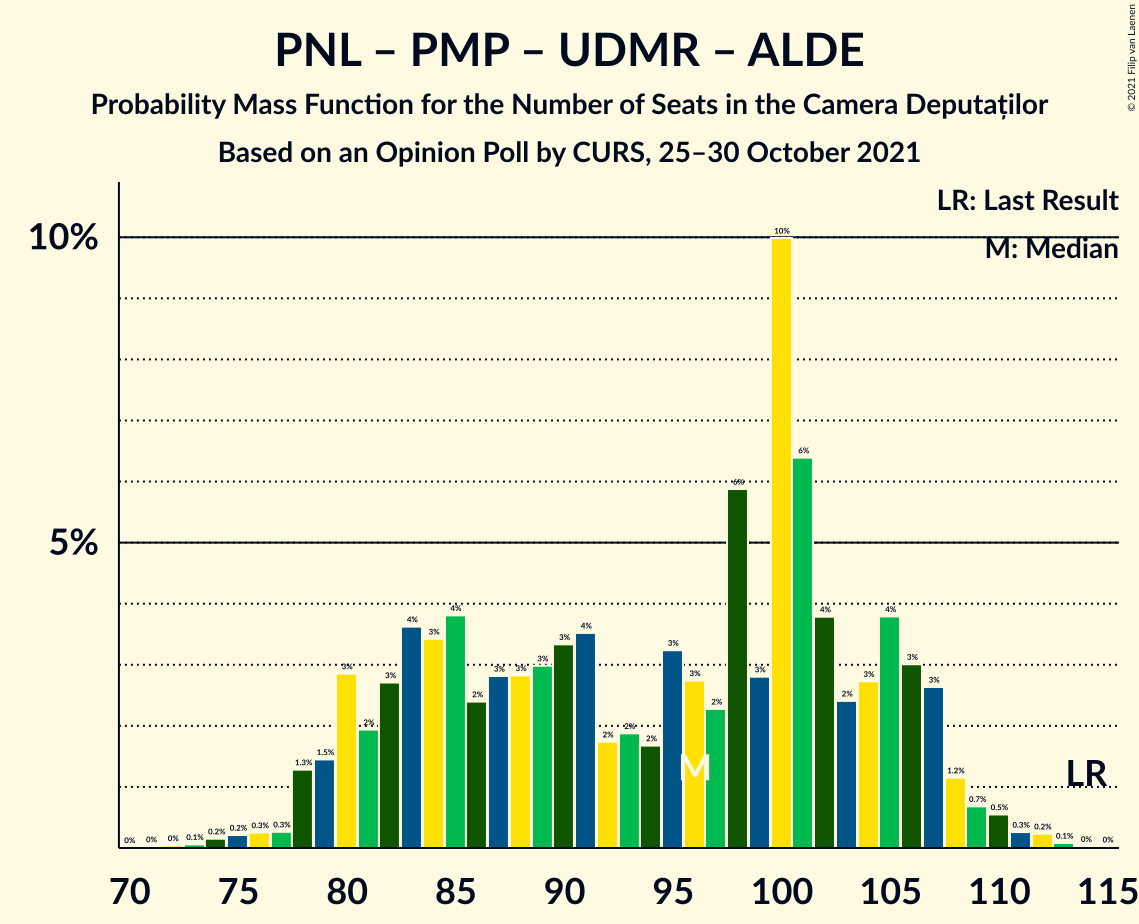 PNL – PMP – UDMR – ALDE
Probability Mass Function for the Number of Seats in the Camera Deputaților
Based on an Opinion Poll by CURS, 25–30 October 2021
© 2021 Filip van Laenen
LR: Last Result
M: Median
10%
5%
0% 0% 0% 0.1% 0.2% 0.2% 0.3% 0.3% 1.3% 1.5% 3% 2% 3% 4% 3% 4% 2% 3% 3% 3% 3% 4% 2% 2% 2% 3% 3% 2% 6% 3% 10% 6% 4% 2% 3% 4% 3% 3% 1.2% 0.7% 0.5% 0.3% 0.2% 0.1% 0% 0%
M
LR
70 75 80 85 90 95 100 105 110 115